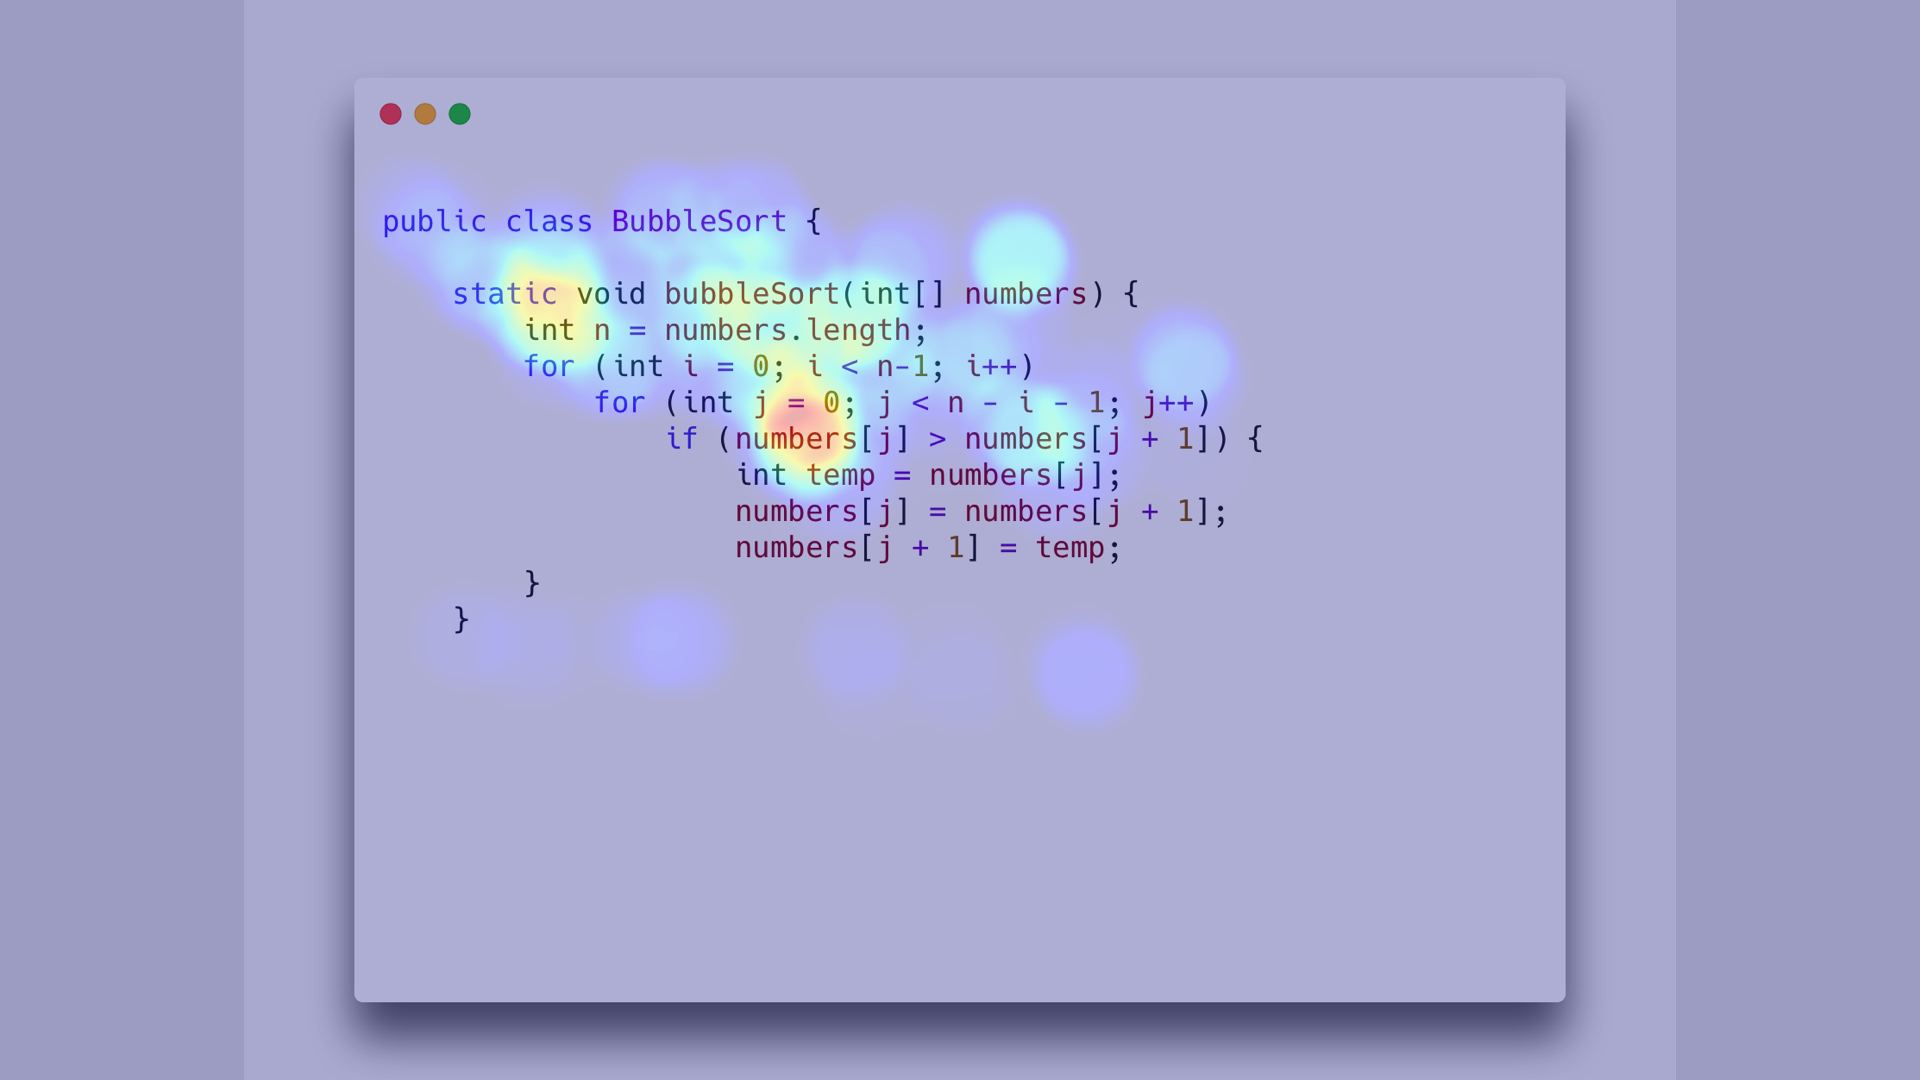 public class BubbleSort {
static void bubbleSort(int[] numbers) {
int n = numbers.length;
for (int i = 0; i < n-1; i++)
for (int j = 0; j < n - i - 1; j++)
if (numbers[j] > numbers[j + 1]) {
int temp = numbers[j];
numbers[j] = numbers[j + 1];
numbers[j + 1] = temp;
}
}